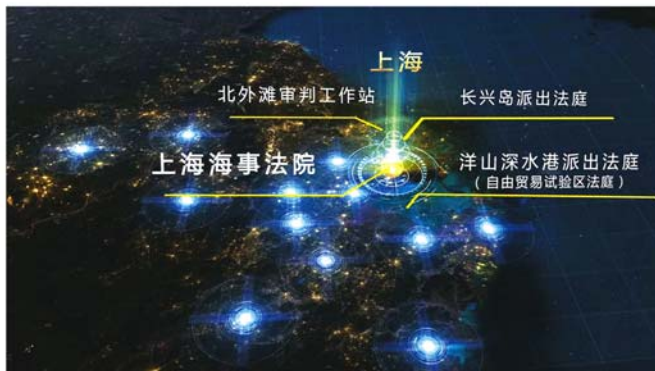 上海
北外滩审判工作站
长兴岛派出法庭
上海海事法院
洋山深水港派出法庭
（自由贸易试验区法庭）